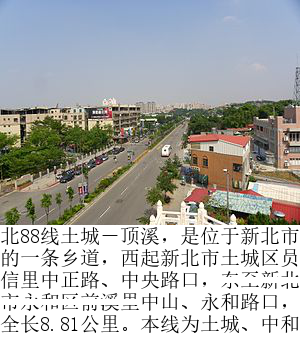 北88线土城－顶溪，是位于新北市
的一条乡道，西起新北市土城区员
信里中正路、中央路口，东至新北
市永和区前溪里中山、永和路口，
全长8.81公里。本线为土城、中和